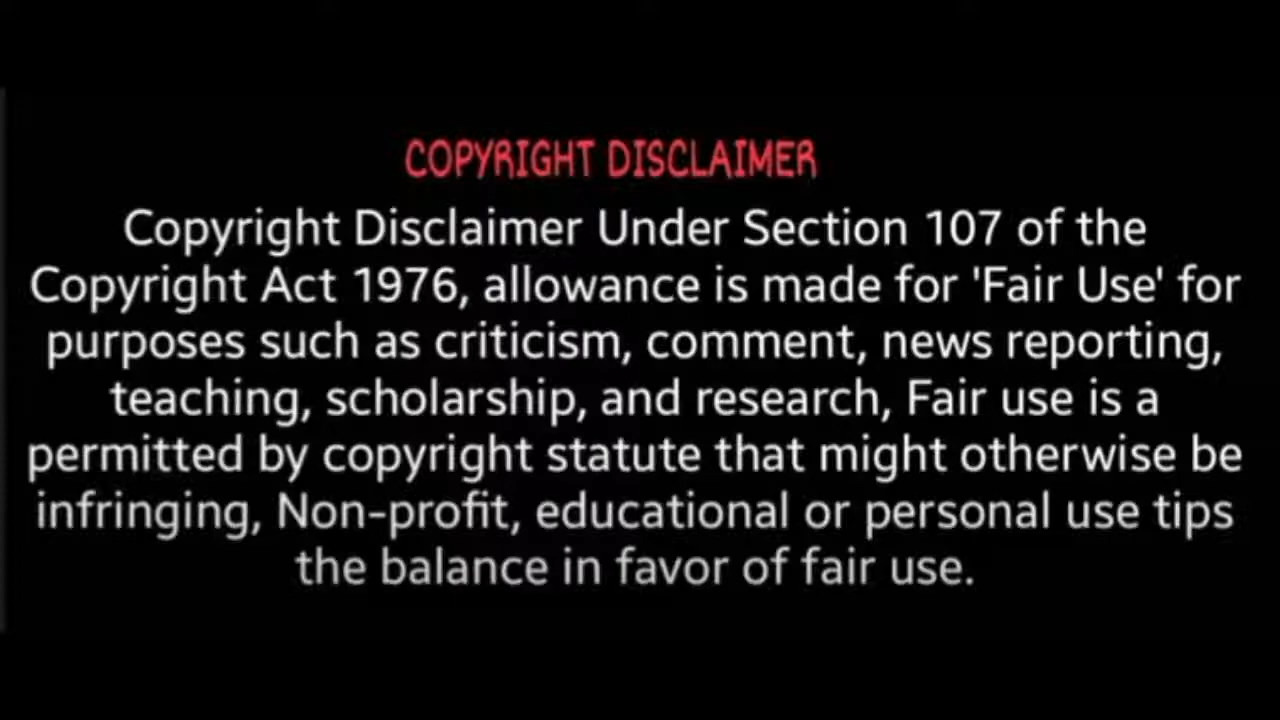 COPYRIGHT DISCLAIMER
Copyright Disclaimer Under Section 107 of the
Copyright Act 1976, allowance is made for 'Fair Use' for
purposes such as criticism, comment, news reporting,
teaching, scholarship, and research, Fair use is a
permitted by copyright statute that might otherwise be
infringing, Non-profit, educational or personal use tips
the balance in favor of fair use.